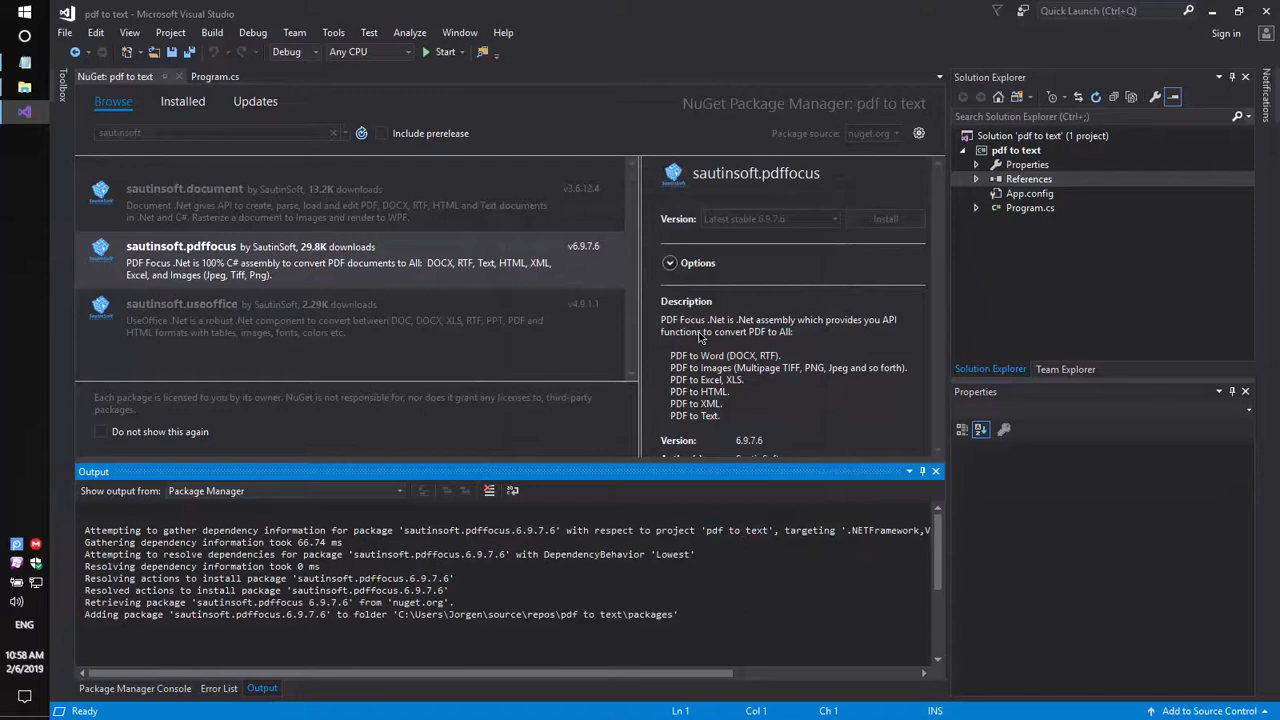 pdf to text - Microsoft Visual Studio
Quick Launch (Ctrl+Q)
File Edit View Project Build Debug Team Tools Test Analyze Window Help
Sign in
Debug Any CPU Start
Toolbox
NuGet: pdf to text Program.cs
Browse Installed Updates
NuGet Package Manager: pdf to text
sautinsoft
Include prerelease
Package source: nuget.org
sautinsoft.document by SautinSoft, 13.2K downloads v3.6.12.4
Document .Net gives API to create, parse, load and edit PDF, DOCX, RTF, HTML and Text documents
in .Net and C#. Rasterize a document to Images and render to WPF.
sautinsoft.pdffocus by SautinSoft, 29.8K downloads v6.9.7.6
PDF Focus .Net is 100% C# assembly to convert PDF documents to All: DOCX, RTF, Text, HTML, XML,
Excel, and Images (Jpeg, Tiff, Png).
sautinsoft.useoffice by SautinSoft, 2.29K downloads v4.9.1.1
UseOffice .Net is a robust .Net component to convert between DOC, DOCX, XLS, RTF, PPT, PDF and
HTML formats with tables, images, fonts, colors etc.
Each package is licensed to you by its owner. NuGet is not responsible for, nor does it grant any licenses to, third-party
packages.
Do not show this again
sautinsoft.pdffocus
Version: Latest stable 6.9.7.6 Install
Options
Description
PDF Focus .Net is .Net assembly which provides you API
functions to convert PDF to All:
PDF to Word (DOCX, RTF).
PDF to Images (Multipage TIFF, PNG, Jpeg and so forth).
PDF to Excel, XLS.
PDF to HTML.
PDF to XML.
PDF to Text.
Version: 6.9.7.6
Output
Show output from: Package Manager
Attempting to gather dependency information for package 'sautinsoft.pdffocus.6.9.7.6' with respect to project 'pdf to text', targeting '.NETFramework,V
Gathering dependency information took 66.74 ms
Attempting to resolve dependencies for package 'sautinsoft.pdffocus.6.9.7.6' with DependencyBehavior 'Lowest'
Resolving dependency information took 0 ms
Resolving actions to install package 'sautinsoft.pdffocus.6.9.7.6'
Resolved actions to install package 'sautinsoft.pdffocus.6.9.7.6'
Retrieving package 'sautinsoft.pdffocus 6.9.7.6' from 'nuget.org'.
Adding package 'sautinsoft.pdffocus.6.9.7.6' to folder 'C:\Users\Jorgen\source\repos\pdf to text\packages'
Package Manager Console Error List Output
Solution Explorer
Search Solution Explorer (Ctrl+;)
Solution 'pdf to text' (1 project)
pdf to text
Properties
References
App.config
Program.cs
Solution Explorer Team Explorer
Properties
Notifications
ENG
10:58 AM
2/6/2019
Ready Ln 1 Col 1 Ch 1 INS Add to Source Control